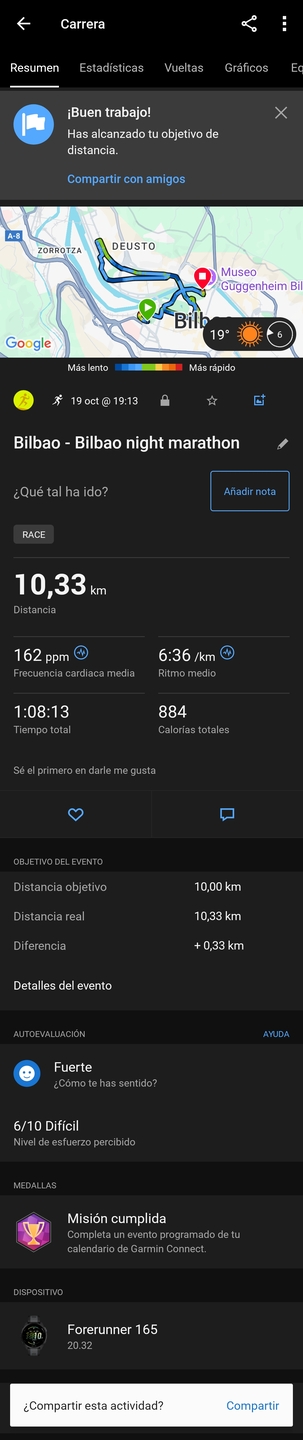 Carrera
Resumen Estadísticas Vueltas Gráficos Eq
¡Buen trabajo!
Has alcanzado tu objetivo de
distancia.
Compartir con amigos
A-8
ZORROTZA
DEUSTO
Museo
Guggenheim Bil
Bilb
Google
19° 6
Más lento Más rápido
19 oct @ 19:13
Bilbao - Bilbao night marathon
¿Qué tal ha ido?
Añadir nota
RACE
10,33 km
Distancia
162 ppm 6:36 /km
Frecuencia cardiaca media Ritmo medio
1:08:13 884
Tiempo total Calorías totales
Sé el primero en darle me gusta
OBJETIVO DEL EVENTO
Distancia objetivo 10,00 km
Distancia real 10,33 km
Diferencia + 0,33 km
Detalles del evento
AUTOEVALUACIÓN AYUDA
Fuerte
¿Cómo te has sentido?
6/10 Difícil
Nivel de esfuerzo percibido
MEDALLAS
Misión cumplida
Completa un evento programado de tu
calendario de Garmin Connect.
DISPOSITIVO
Forerunner 165
20.32
¿Compartir esta actividad? Compartir